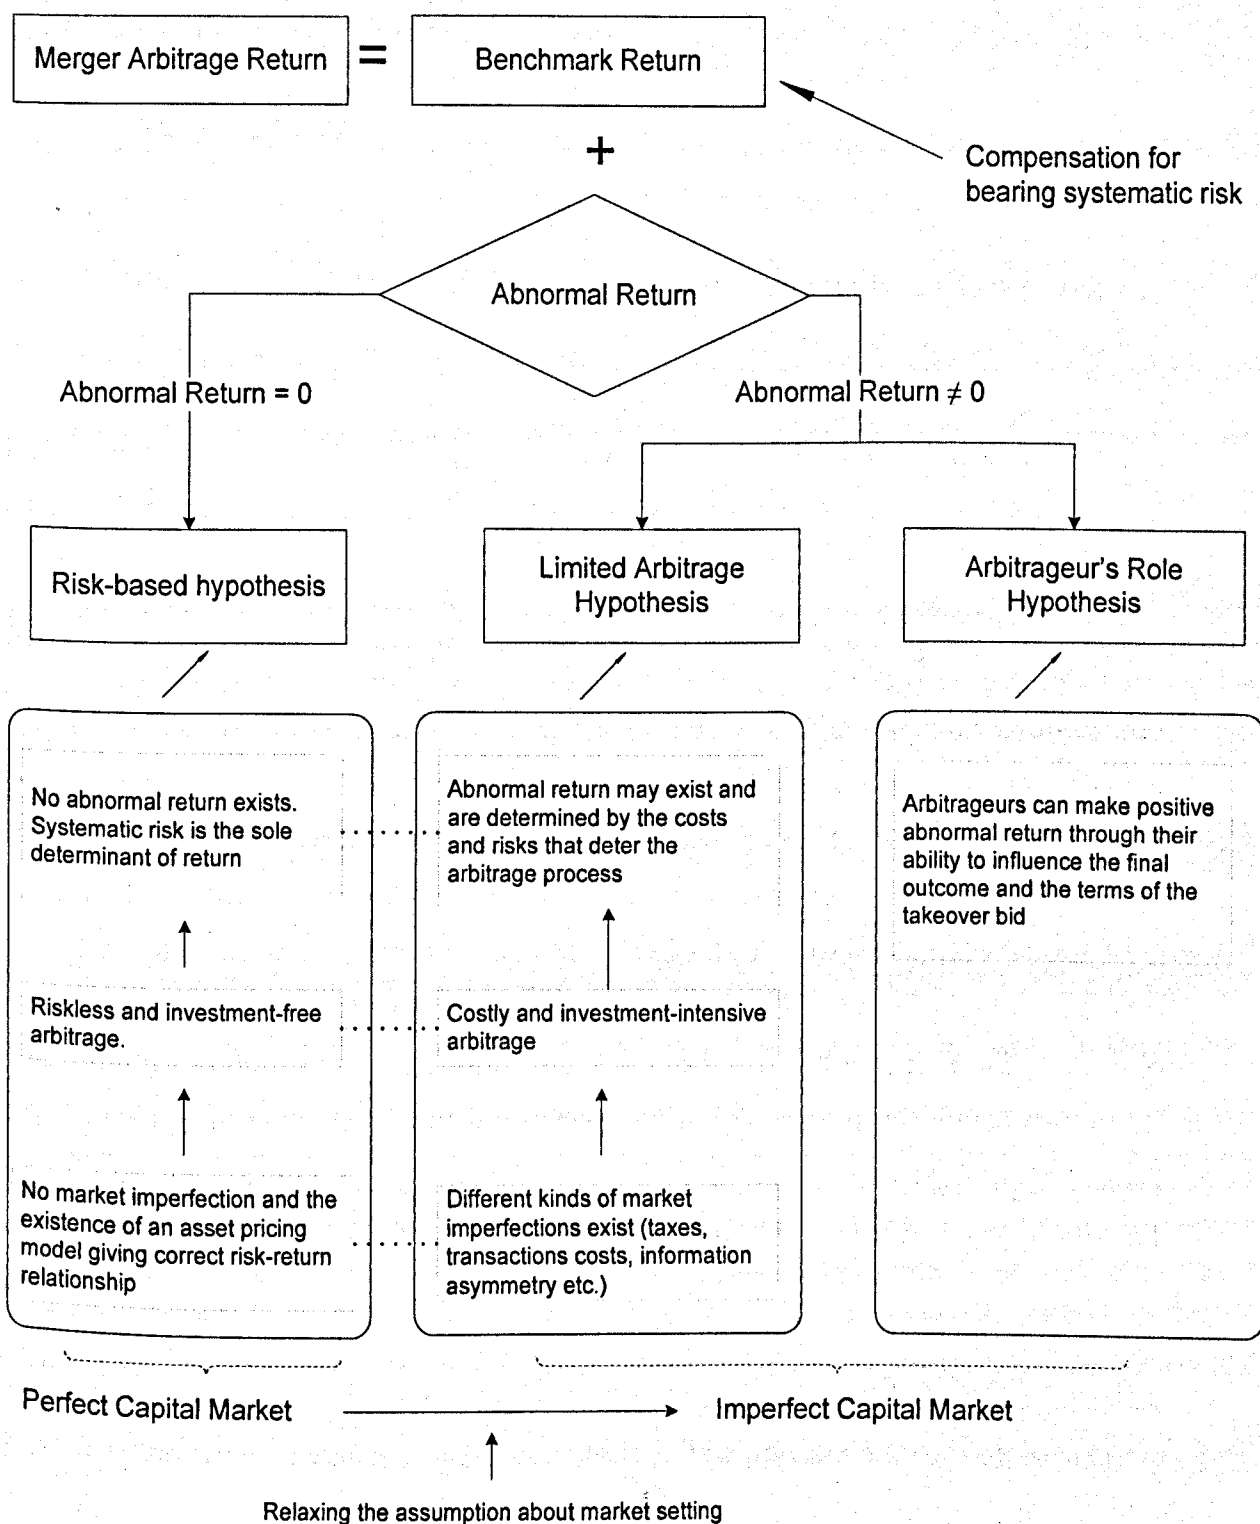 Merger Arbitrage Return
=
Benchmark Return
+
Compensation for
bearing systematic risk
Abnormal Return
Abnormal Return = 0
Abnormal Return ≠ 0
Risk-based hypothesis
Limited Arbitrage
Hypothesis
Arbitrageur's Role
Hypothesis
No abnormal return exists.
Systematic risk is the sole
determinant of return
Riskless and investment-free
arbitrage.
No market imperfection and the
existence of an asset pricing
model giving correct risk-return
relationship
Abnormal return may exist and
are determined by the costs
and risks that deter the
arbitrage process
Costly and investment-intensive
arbitrage
Different kinds of market
imperfections exist (taxes,
transactions costs, information
asymmetry etc.)
Arbitrageurs can make positive
abnormal return through their
ability to influence the final
outcome and the terms of the
takeover bid
Perfect Capital Market
Imperfect Capital Market
Relaxing the assumption about market setting